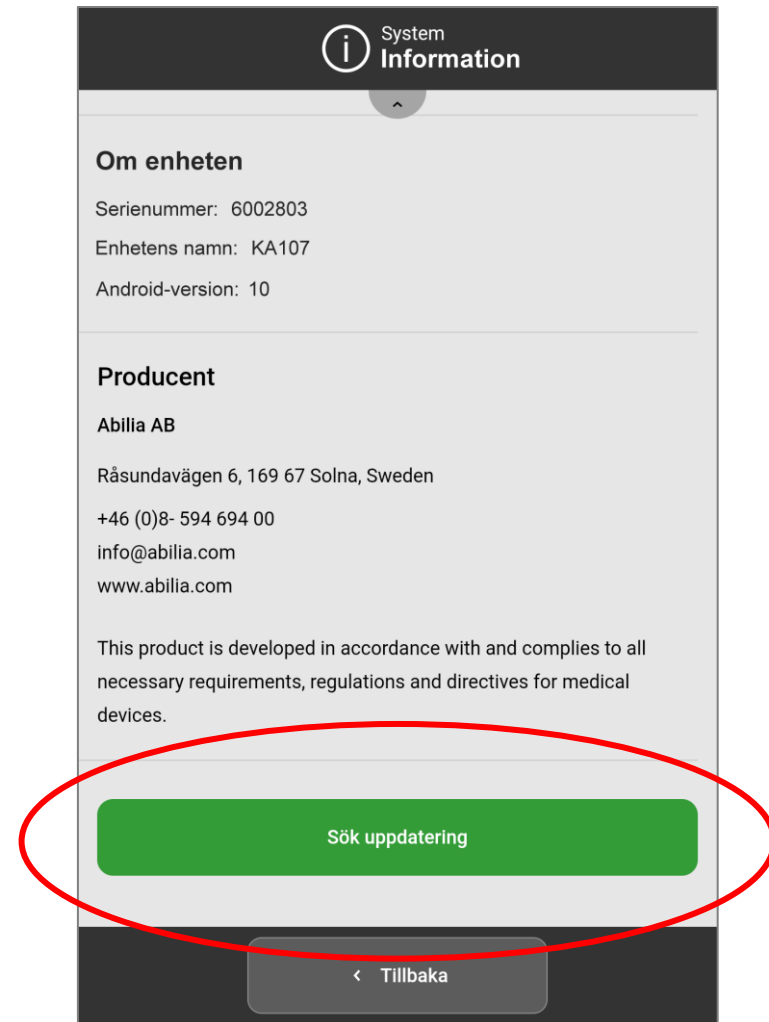 System
Information
Om enheten
Serienummer: 6002803
Enhetens namn: KA107
Android-version: 10
Producent
Abilia AB
Råsundavägen 6, 169 67 Solna, Sweden
+46 (0)8- 594 694 00
info@abilia.com
www.abilia.com
This product is developed in accordance with and complies to all
necessary requirements, regulations and directives for medical
devices.
Sök uppdatering
Tillbaka